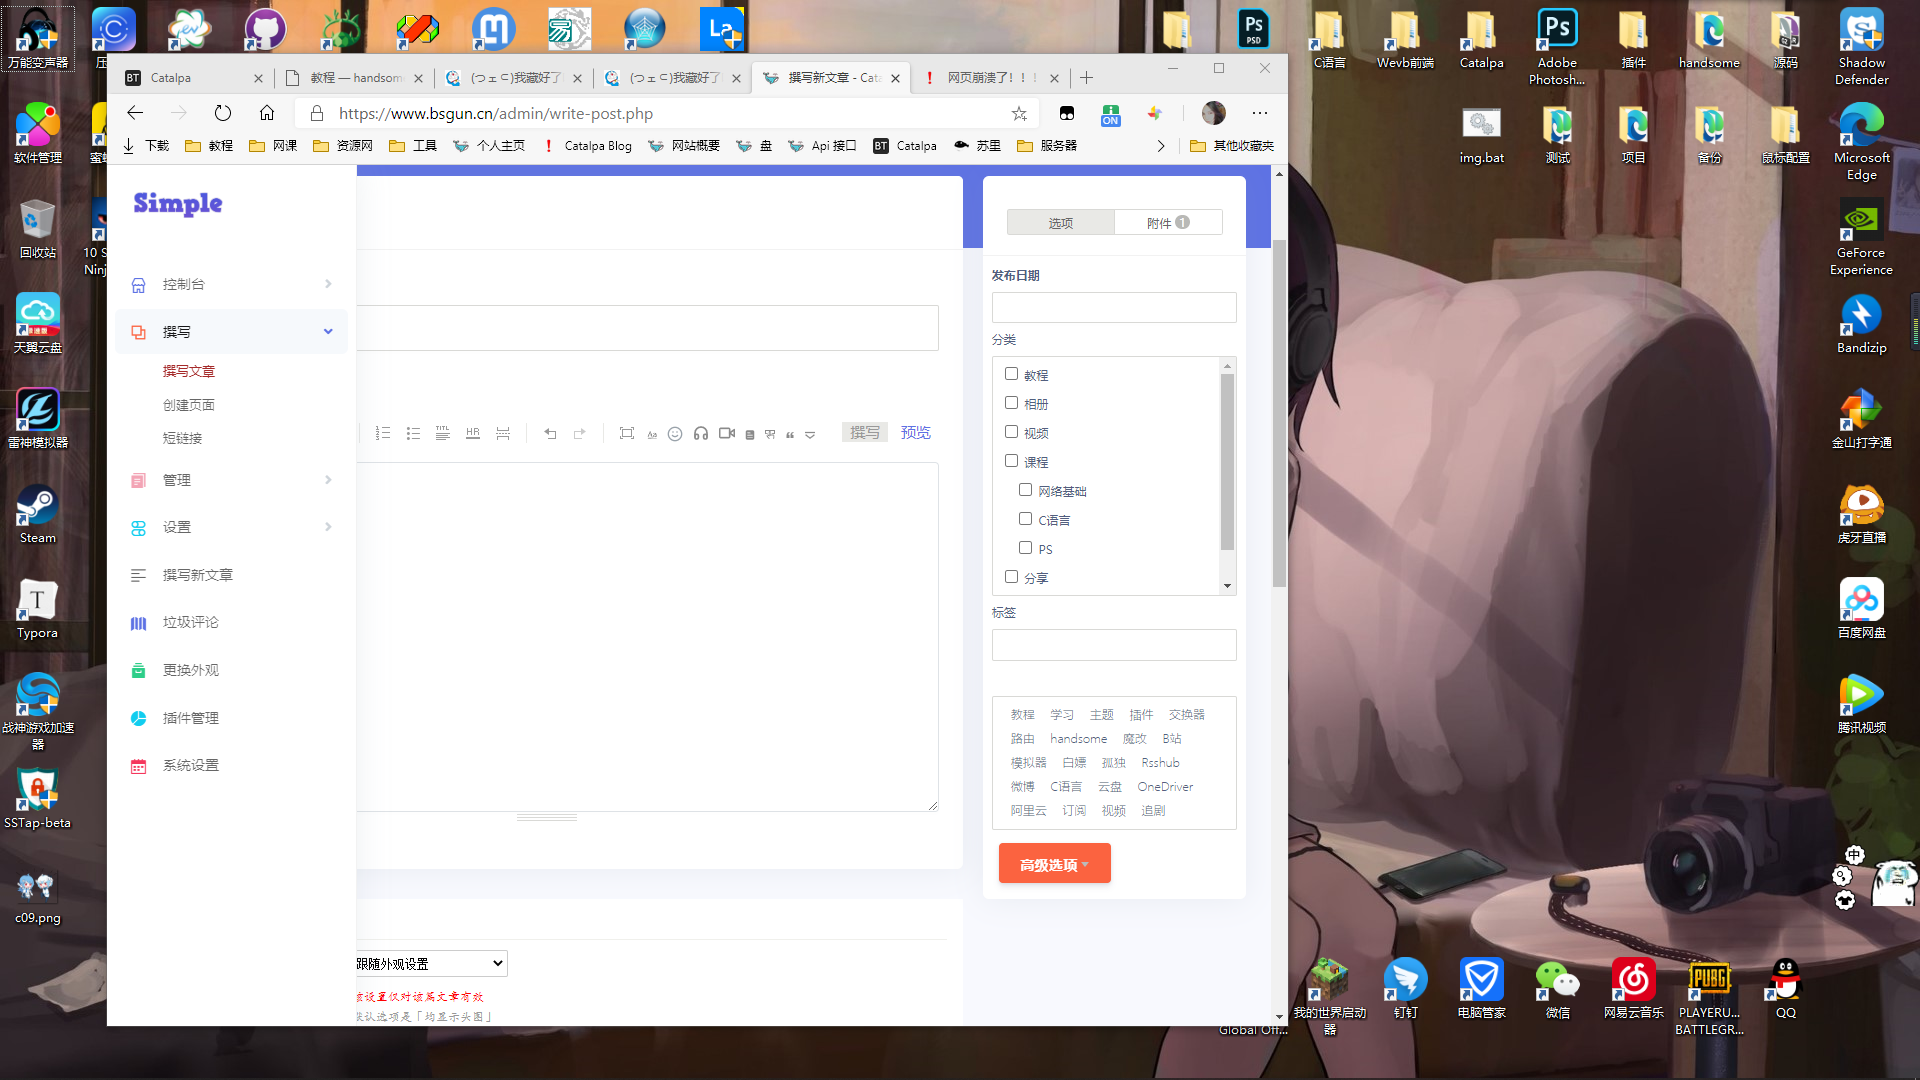 万能变声器
C语言
Wevb前端
Catalpa
Adobe Photosh...
插件
handsome
源码
Shadow Defender
Catalpa
教程 — handsom
(つェ⊂)我藏好了
(つェ⊂)我藏好了
撰写新文章 - Cata
网页崩溃了！！！
https://www.bsgun.cn/admin/write-post.php
ON
下载
教程
网课
资源网
工具
个人主页
Catalpa Blog
网站概要
盘
Api 接口
Catalpa
苏里
服务器
其他收藏夹
软件管理
img.bat
测试
项目
备份
鼠标配置
Microsoft Edge
Simple
选项
附件 1
回收站
10 S
Ninj
GeForce Experience
控制台
发布日期
撰写
分类
撰写文章
创建页面
短链接
天翼云盘
Bandizip
教程
相册
视频
课程
网络基础
C语言
PS
分享
TITL
HR
撰写
预览
雷神模拟器
金山打字通
管理
设置
撰写新文章
垃圾评论
更换外观
插件管理
系统设置
Steam
虎牙直播
标签
Typora
百度网盘
教程 学习 主题 插件 交换器
路由 handsome 魔改 B站
模拟器 白嫖 孤独 Rsshub
微博 C语言 云盘 OneDriver
阿里云 订阅 视频 追剧
战神游戏加速器
腾讯视频
SSTap-beta
高级选项
中
c09.png
跟随外观设置
设置仅对该篇文章有效
认选项是「均显示头图」
Global Off...
我的世界启动器
钉钉
电脑管家
微信
网易云音乐
PLAYERU... BATTLEGR...
QQ